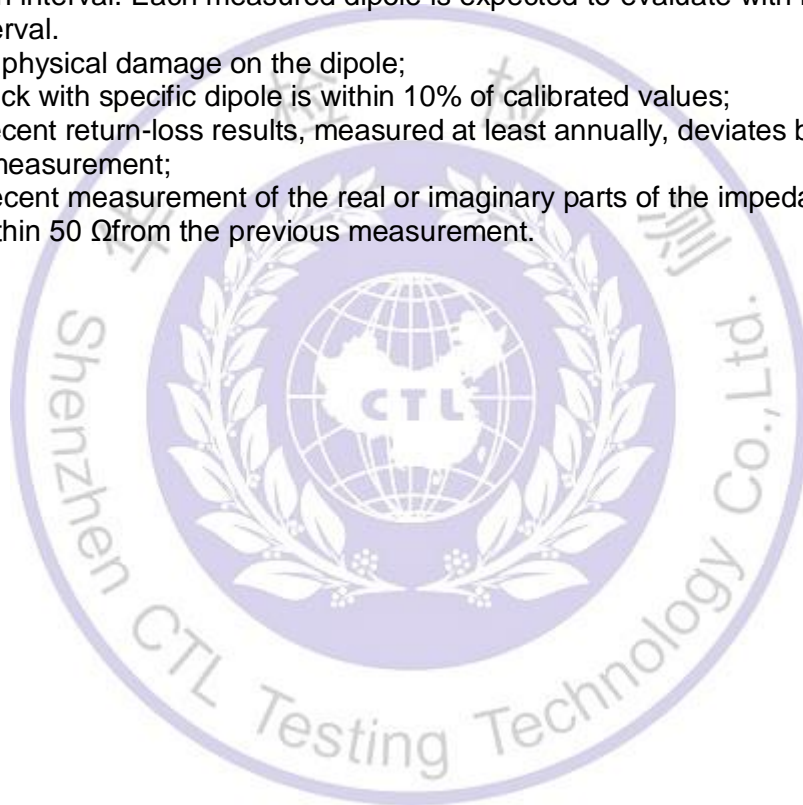 n interval. Each measured dipole is expected to evaluate with
erval.
physical damage on the dipole;
ck with specific dipole is within 10% of calibrated values;
ecent return-loss results, measured at least annually, deviates b
measurement;
ecent measurement of the real or imaginary parts of the impeda
thin 50 Ωfrom the previous measurement.
检
测
CTL
Shenzhen CTL Testing Technology Co.,Ltd.